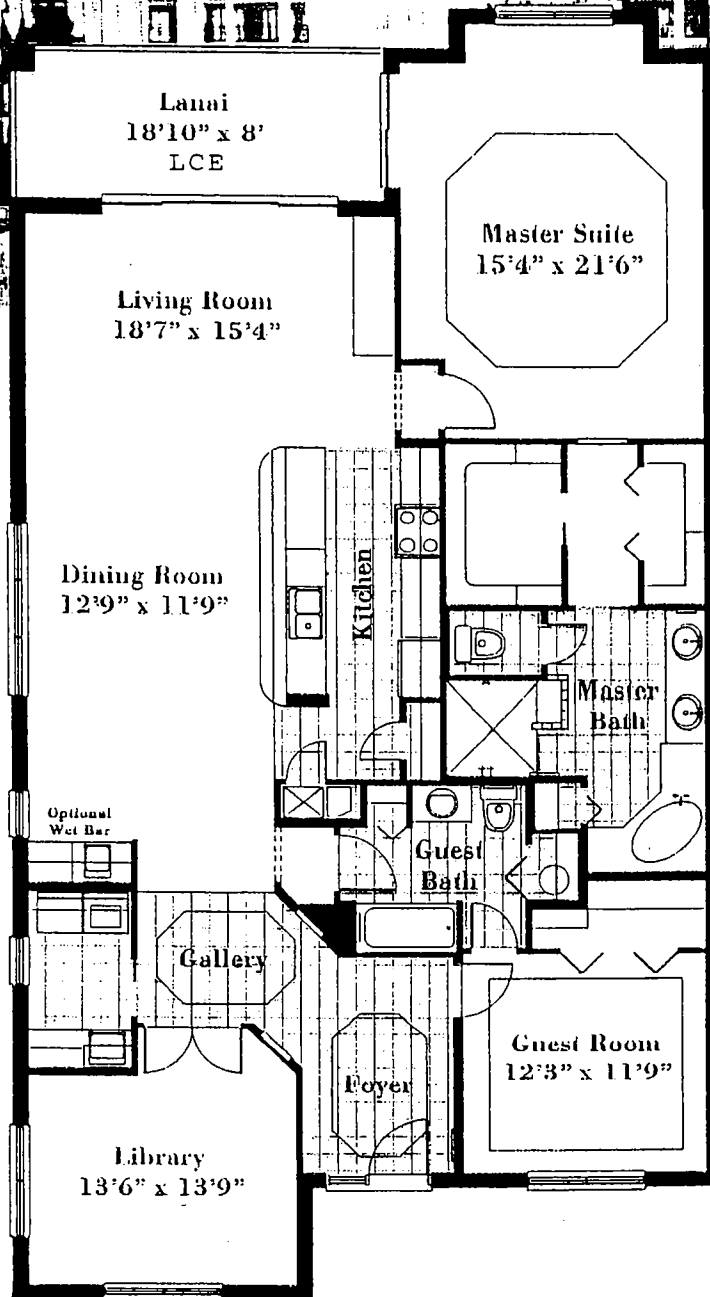 Lanai
18'10" x 8'
LCE
Master Suite
15'4" x 21'6"
Living Room
18'7" x 15'4"
Dining Room
12'9" x 11'9"
Kitchen
Master
Bath
Optional
Wet Bar
Guest
Bath
Gallery
Guest Room
12'3" x 11'9"
Foyer
Library
13'6" x 13'9"